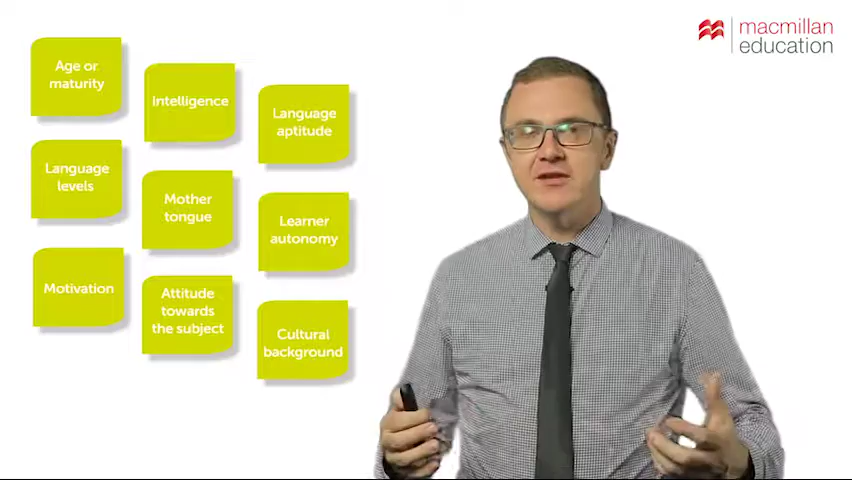 macmillan
education
Age or
maturity
Intelligence
Language
aptitude
Language
levels
Mother
tongue
Learner
autonomy
Motivation
Attitude
towards
the subject
Cultural
background